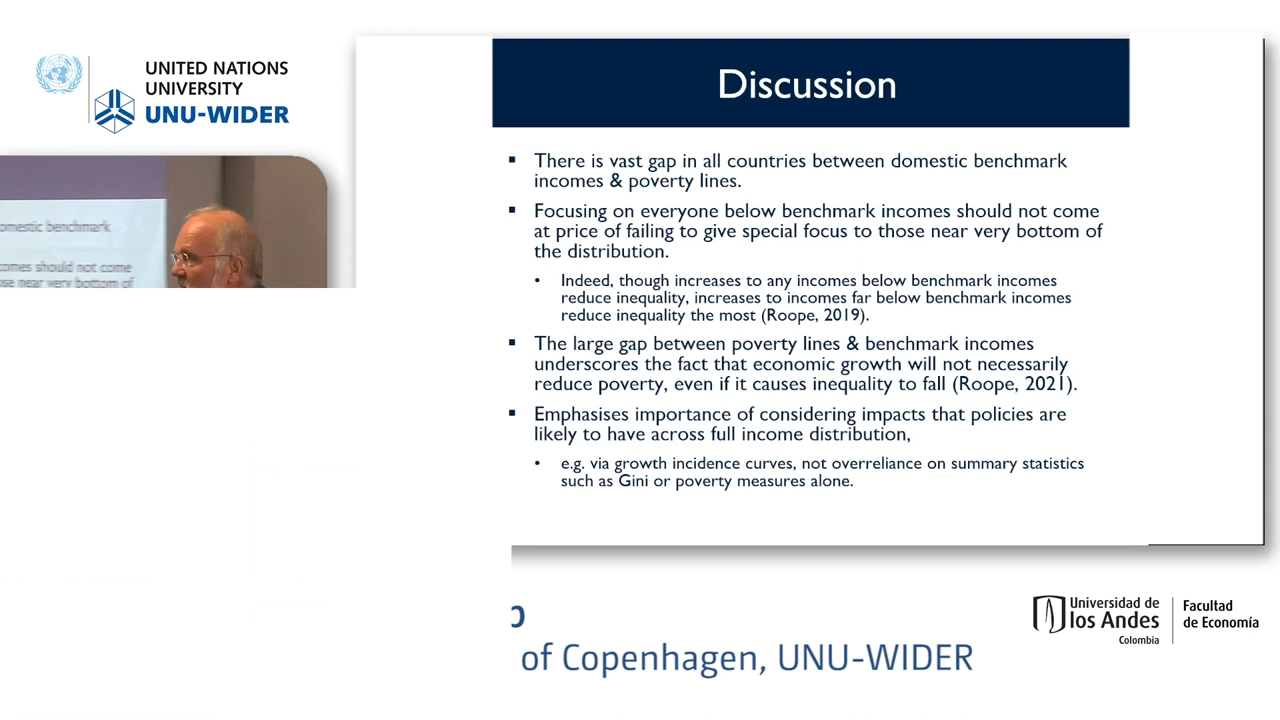 UNITED NATIONS
UNIVERSITY
UNU-WIDER
omestic benchmark
omes should not come
ose near very bottom of
Discussion
▪ There is vast gap in all countries between domestic benchmark
incomes & poverty lines.
▪ Focusing on everyone below benchmark incomes should not come
at price of failing to give special focus to those near very bottom of
the distribution.
• Indeed, though increases to any incomes below benchmark incomes
reduce inequality, increases to incomes far below benchmark incomes
reduce inequality the most (Roope, 2019).
▪ The large gap between poverty lines & benchmark incomes
underscores the fact that economic growth will not necessarily
reduce poverty, even if it causes inequality to fall (Roope, 2021).
▪ Emphasises importance of considering impacts that policies are
likely to have across full income distribution,
• e.g. via growth incidence curves, not overreliance on summary statistics
such as Gini or poverty measures alone.
of Copenhagen, UNU-WIDER
Universidad de
los Andes
Colombia
Facultad
de Economía